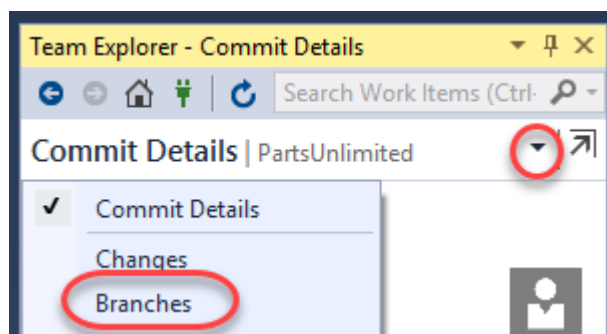 Team Explorer - Commit Details
Search Work Items (Ctrl-
Commit Details | PartsUnlimited
Commit Details
Changes
Branches